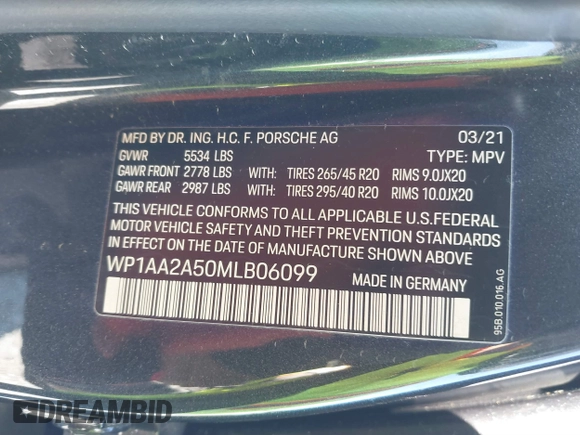 MFD BY DR. ING. H.C. F. PORSCHE AG 03/21
GVWR 5534 LBS TYPE: MPV
GAWR FRONT 2778 LBS WITH: TIRES 265/45 R20 RIMS 9.0JX20
GAWR REAR 2987 LBS WITH: TIRES 295/40 R20 RIMS 10.0JX20
THIS VEHICLE CONFORMS TO ALL APPLICABLE U.S.FEDERAL
MOTOR VEHICLE SAFETY AND THEFT PREVENTION STANDARDS
IN EFFECT ON THE DATE OF MANUFACTURE SHOWN ABOVE
WP1AA2A50MLB06099 MADE IN GERMANY
95B.010.016.AG
DREAMBID